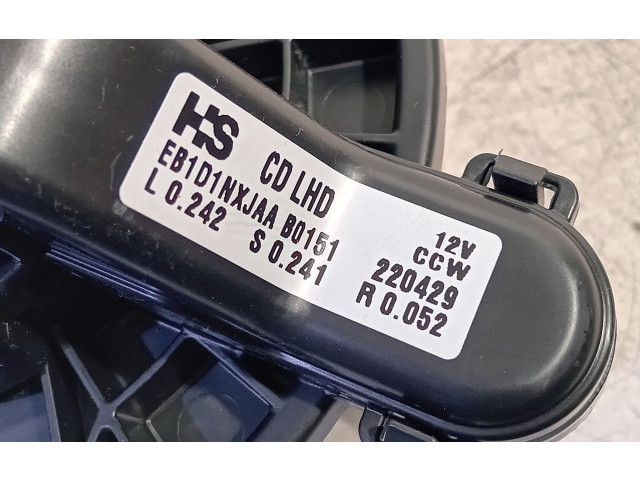 HS CD LHD 12V
EB1D1NXJAA B0151 CCW
L 0.242 S 0.241 220429
R 0.052